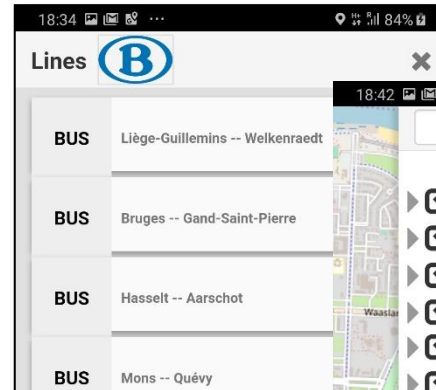 18:34 ... 84%
Lines B
18:42
BUS Liège-Guillemins -- Welkenraedt
BUS Bruges -- Gand-Saint-Pierre
BUS Hasselt -- Aarschot
BUS Mons -- Quévy